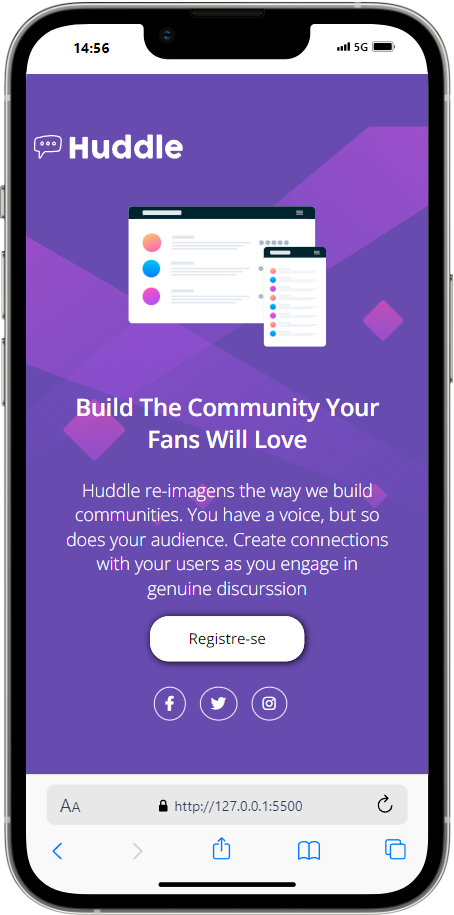 14:56
5G
Huddle
Build The Community Your
Fans Will Love
Huddle re-imagens the way we build
communities. You have a voice, but so
does your audience. Create connections
with your users as you engage in
genuine discurssion
Registre-se
AA
http://127.0.0.1:5500